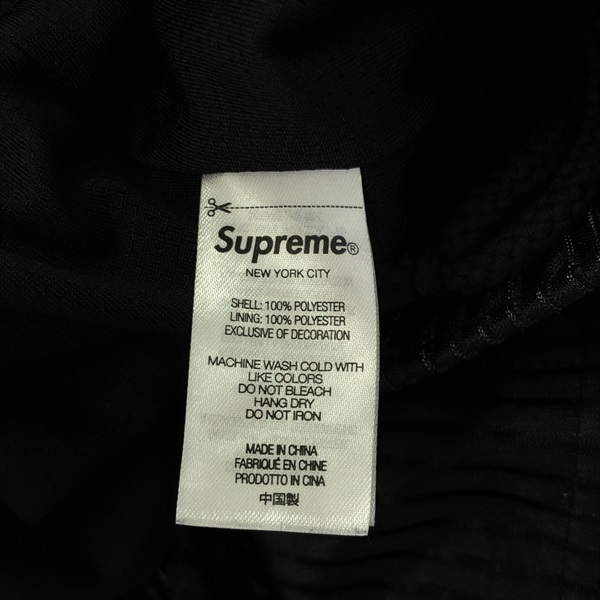 Supreme®
NEW YORK CITY
SHELL: 100% POLYESTER
LINING: 100% POLYESTER
EXCLUSIVE OF DECORATION
MACHINE WASH COLD WITH
LIKE COLORS
DO NOT BLEACH
HANG DRY
DO NOT IRON
MADE IN CHINA
FABRIQUÉ EN CHINE
PRODOTTO IN CINA
中国製